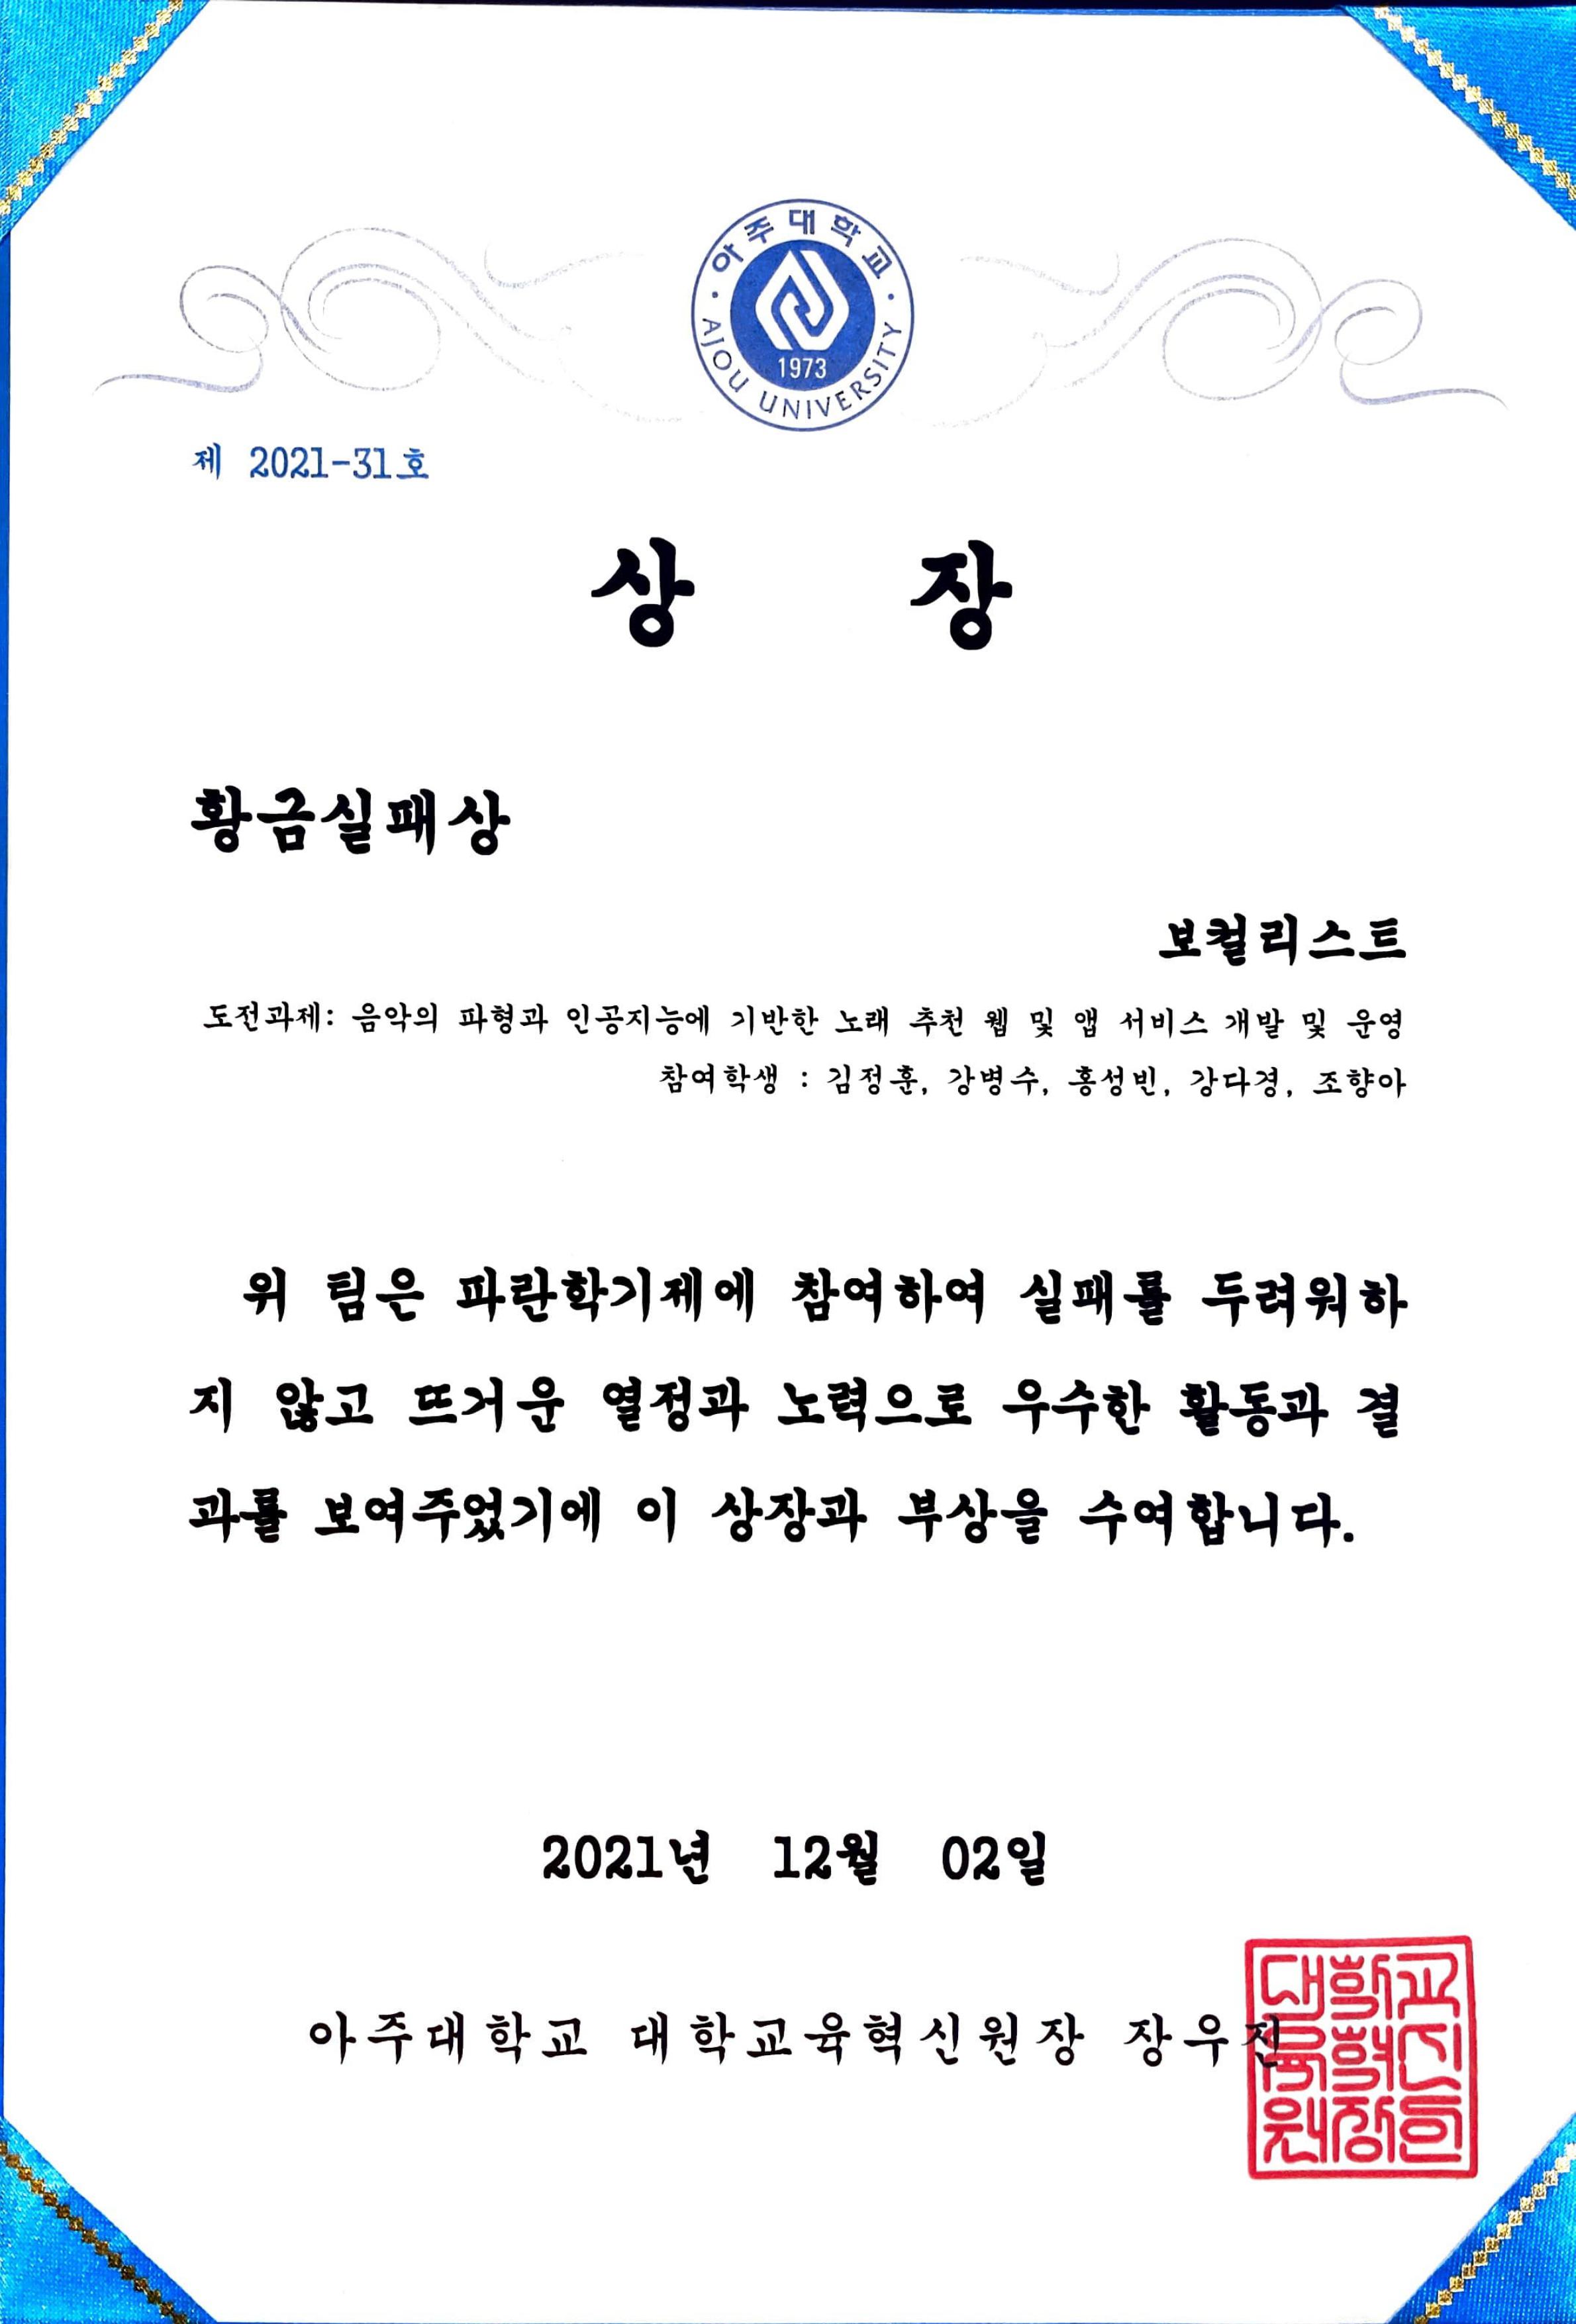 아주대학교
1973
AJOU UNIVERSITY
제 2021-31호
상 장
황금실패상
보컬리스트
도전과제: 음악의 파형과 인공지능에 기반한 노래 추천 웹 및 앱 서비스 개발 및 운영
참여학생 : 김정훈, 강병수, 홍성빈, 강다경, 조향아
위 팀은 파란학기제에 참여하여 실패를 두려워하
지 않고 뜨거운 열정과 노력으로 우수한 활동과 결
과를 보여주었기에 이 상장과 부상을 수여합니다.
2021년 12월 02일
아주대학교 대학교육혁신원장 장우진
대학교
육혁신
원장인